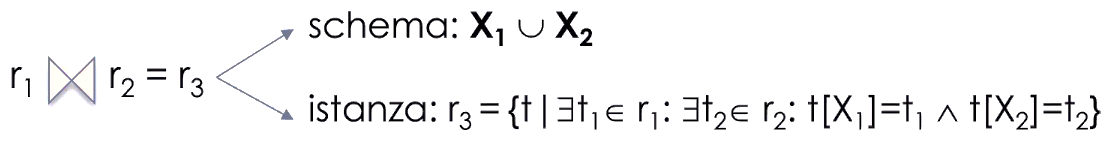 schema: X₁ ∪ X₂
r₁ ⋈ r₂ = r₃
istanza: r₃ = {t | ∃t₁∈ r₁: ∃t₂∈ r₂: t[X₁]=t₁ ∧ t[X₂]=t₂}